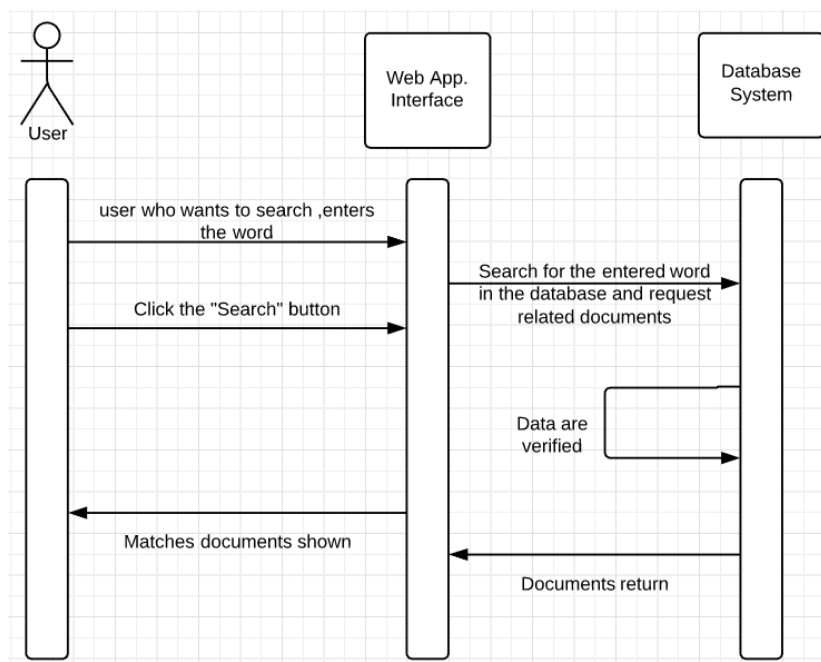 User
Web App.
Interface
Database
System
user who wants to search ,enters
the word
Search for the entered word
in the database and request
related documents
Click the "Search" button
Data are
verified
Matches documents shown
Documents return